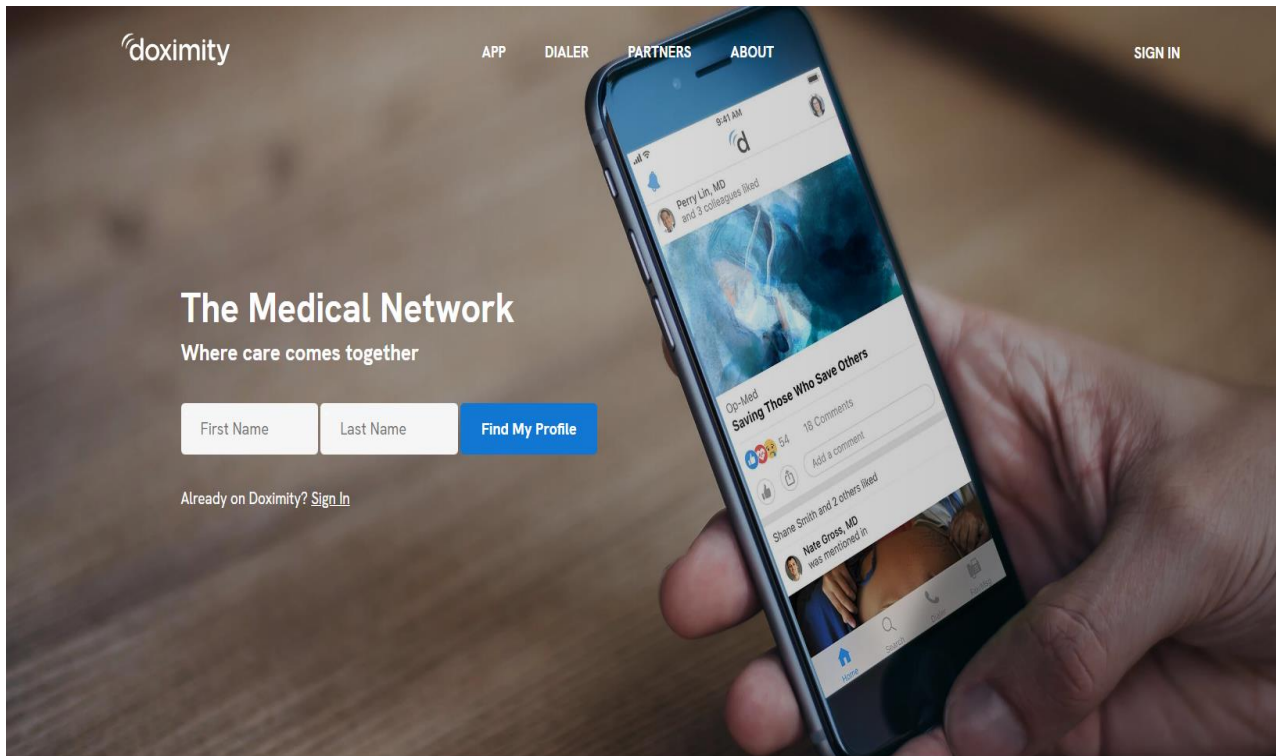 doximity
APP DIALER PARTNERS ABOUT
SIGN IN
The Medical Network
Where care comes together
First Name Last Name Find My Profile
Already on Doximity? Sign In
9:41 AM
d
Perry Lin, MD
and 3 colleagues liked
Op-Med
Saving Those Who Save Others
54 18 Comments
Add a comment
Shane Smith and 2 others liked
Nate Gross, MD
was mentioned in
Home Search Dialer